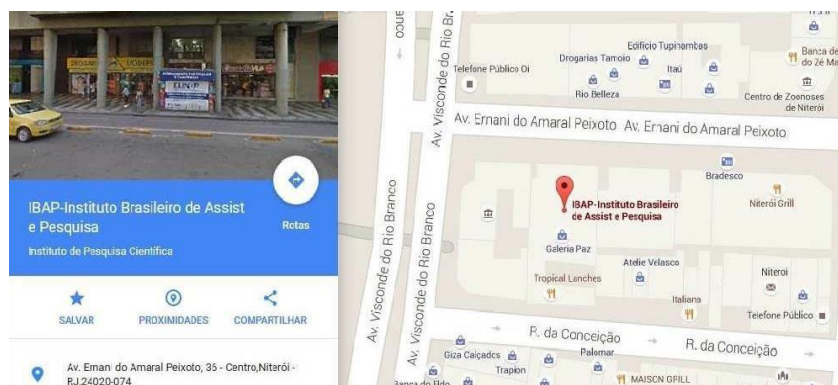 IBAP-Instituto Brasileiro de Assist
e Pesquisa
Rotas
Instituto de Pesquisa Científica
SALVAR
PROXIMIDADES
COMPARTILHAR
Av. Ernani do Amaral Peixoto, 35 - Centro,Niterói -
RJ,24020-074
Av. Visconde do Rio Branco
Av. Visconde do Rio Branco
Av. Visconde do Rio Branco
Av. Visconde do Rio Branco
Telefone Público Oi
Drogarias Tamoio
Edifício Tupinambas
Itaú
Rio Belleza
Banca de
do Zé Ma
Centro de Zoonoses
de Niterói
Av. Ernani do Amaral Peixoto
Av. Ernani do Amaral Peixoto
Bradesco
IBAP-Instituto Brasileiro
de Assist e Pesquisa
Niterói Grill
Galeria Paz
Atelie Velasco
Tropical Lanches
Niteroi
Italiana
Telefone Público
R. da Conceição
R. da Conceição
Giza Calçados
Palomar
Trapion
MAISON GRILL